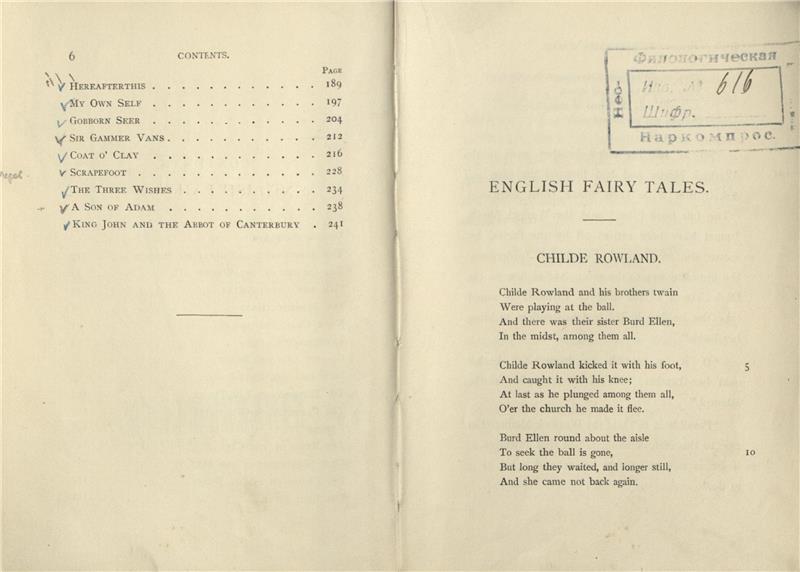 6 CONTENTS.
PAGE
HEREAFTERTHIS . . . . . . . . . . . . 189
MY OWN SELF . . . . . . . . . . . . 197
GOBBORN SEER . . . . . . . . . . . . 204
SIR GAMMER VANS . . . . . . . . . . . 212
COAT O' CLAY . . . . . . . . . . . . 216
SCRAPEFOOT . . . . . . . . . . . . 228
THE THREE WISHES . . . . . . . . . . 234
A SON OF ADAM . . . . . . . . . . . 238
KING JOHN AND THE ABBOT OF CANTERBURY . 241
Филологическая
616
Шифр.
Наркомпрос.
ENGLISH FAIRY TALES.
CHILDE ROWLAND.
Childe Rowland and his brothers twain
Were playing at the ball.
And there was their sister Burd Ellen,
In the midst, among them all.
Childe Rowland kicked it with his foot, 5
And caught it with his knee;
At last as he plunged among them all,
O'er the church he made it flee.
Burd Ellen round about the aisle
To seek the ball is gone, 10
But long they waited, and longer still,
And she came not back again.